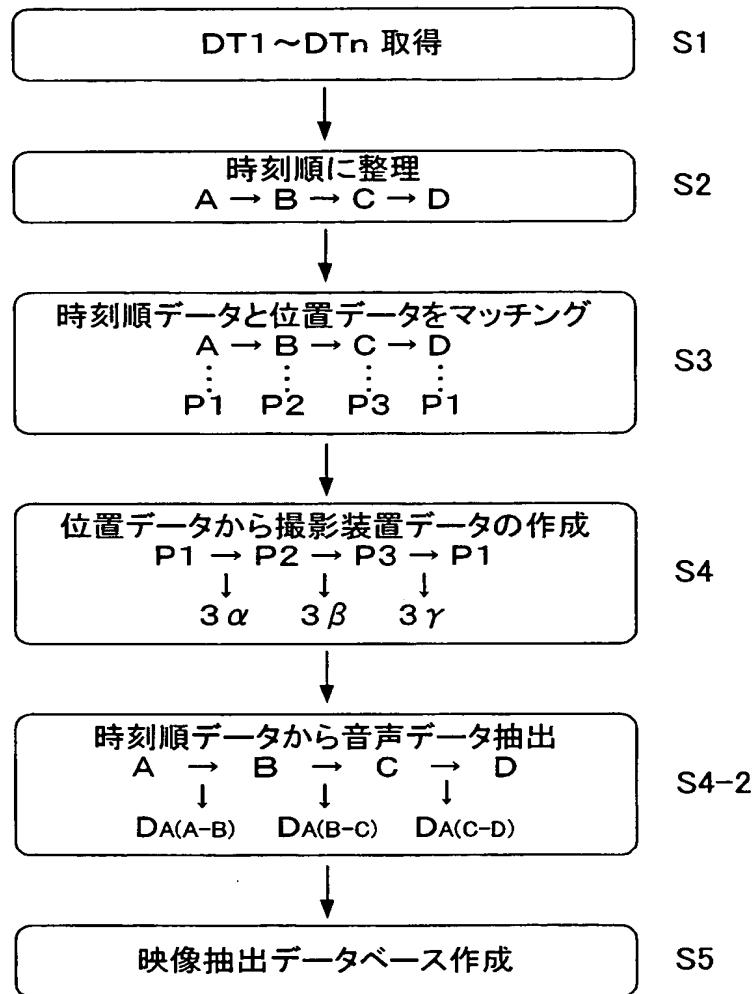 DT1～DTn 取得
S1
時刻順に整理
A → B → C → D
S2
時刻順データと位置データをマッチング
A → B → C → D
P1 P2 P3 P1
S3
位置データから撮影装置データの作成
P1 → P2 → P3 → P1
3α 3β 3γ
S4
時刻順データから音声データ抽出
A → B → C → D
DA(A-B) DA(B-C) DA(C-D)
S4-2
映像抽出データベース作成
S5